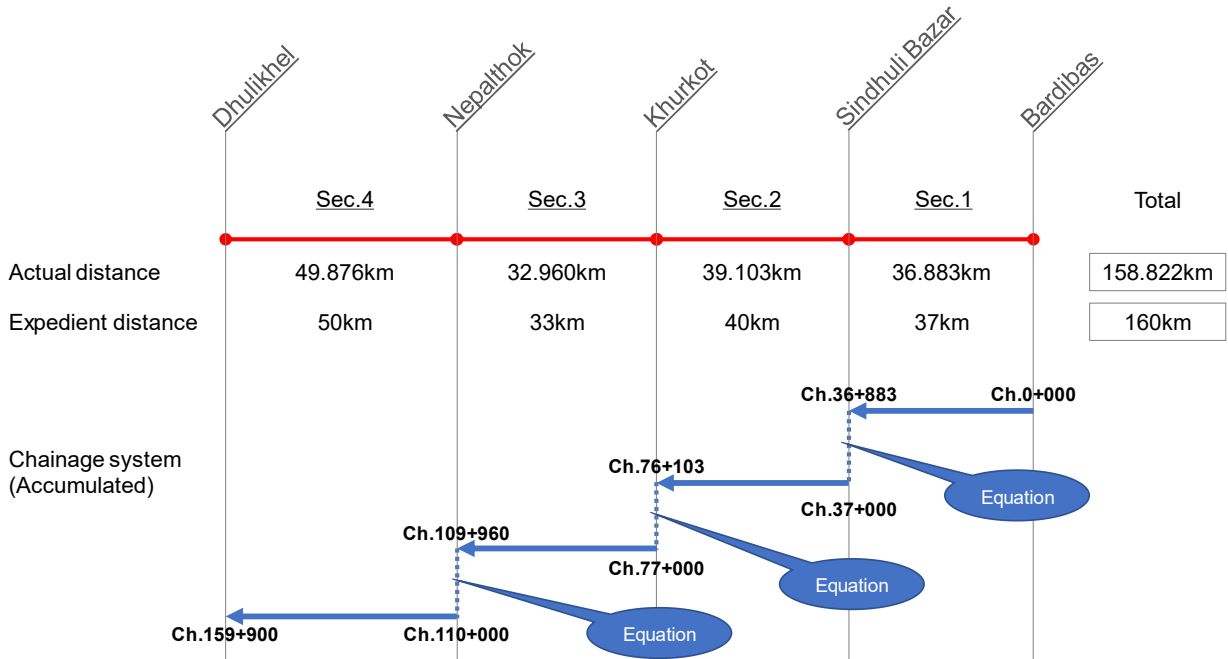 Dhulikhel
Nepalthok
Khurkot
Sindhuli Bazar
Bardibas
Sec.4 Sec.3 Sec.2 Sec.1 Total
Actual distance 49.876km 32.960km 39.103km 36.883km 158.822km
Expedient distance 50km 33km 40km 37km 160km
Ch.36+883 Ch.0+000
Chainage system
(Accumulated)
Ch.76+103
Ch.37+000
Equation
Ch.109+960
Ch.77+000
Equation
Ch.159+900
Ch.110+000
Equation